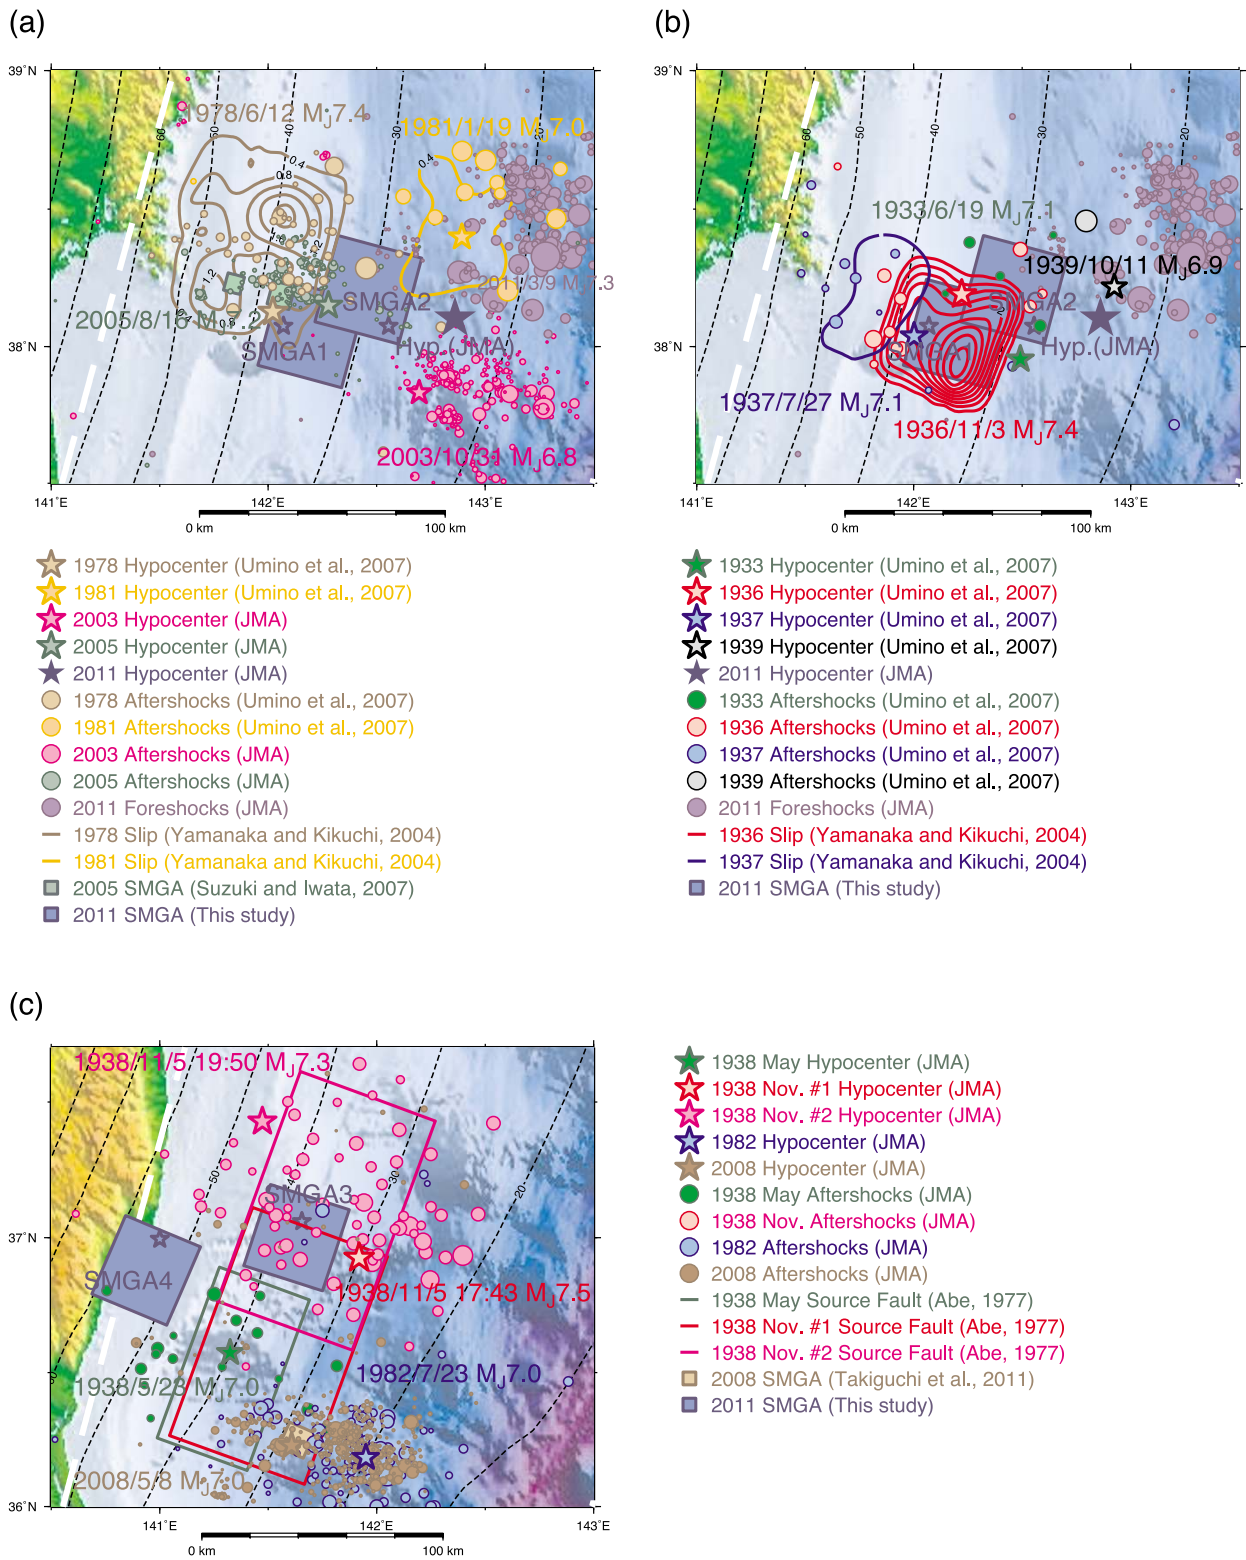 (a)
39°N
38°N
141°E
142°E
143°E
0 km
100 km
1978/6/12 MJ7.4
1981/1/19 MJ7.0
2011/3/9 MJ7.3
2005/8/16 MJ7.2
2003/10/31 MJ6.8
SMGA1
SMGA2
Hyp.(JMA)
60
50
40
30
20
0.4
0.8
1.2
0.4
1978 Hypocenter (Umino et al., 2007)
1981 Hypocenter (Umino et al., 2007)
2003 Hypocenter (JMA)
2005 Hypocenter (JMA)
2011 Hypocenter (JMA)
1978 Aftershocks (Umino et al., 2007)
1981 Aftershocks (Umino et al., 2007)
2003 Aftershocks (JMA)
2005 Aftershocks (JMA)
2011 Foreshocks (JMA)
1978 Slip (Yamanaka and Kikuchi, 2004)
1981 Slip (Yamanaka and Kikuchi, 2004)
2005 SMGA (Suzuki and Iwata, 2007)
2011 SMGA (This study)
(b)
39°N
38°N
141°E
142°E
143°E
0 km
100 km
1933/6/19 MJ7.1
1939/10/11 MJ6.9
1937/7/27 MJ7.1
1936/11/3 MJ7.4
SMGA1
SMGA2
Hyp.(JMA)
60
50
40
30
20
1933 Hypocenter (Umino et al., 2007)
1936 Hypocenter (Umino et al., 2007)
1937 Hypocenter (Umino et al., 2007)
1939 Hypocenter (Umino et al., 2007)
2011 Hypocenter (JMA)
1933 Aftershocks (Umino et al., 2007)
1936 Aftershocks (Umino et al., 2007)
1937 Aftershocks (Umino et al., 2007)
1939 Aftershocks (Umino et al., 2007)
2011 Foreshocks (JMA)
1936 Slip (Yamanaka and Kikuchi, 2004)
1937 Slip (Yamanaka and Kikuchi, 2004)
2011 SMGA (This study)
(c)
37°N
36°N
141°E
142°E
143°E
0 km
100 km
1938/11/5 19:50 MJ7.3
SMGA3
SMGA4
1938/11/5 17:43 MJ7.5
1938/5/23 MJ7.0
1982/7/23 MJ7.0
2008/5/8 MJ7.0
50
30
20
1938 May Hypocenter (JMA)
1938 Nov. #1 Hypocenter (JMA)
1938 Nov. #2 Hypocenter (JMA)
1982 Hypocenter (JMA)
2008 Hypocenter (JMA)
1938 May Aftershocks (JMA)
1938 Nov. Aftershocks (JMA)
1982 Aftershocks (JMA)
2008 Aftershocks (JMA)
1938 May Source Fault (Abe, 1977)
1938 Nov. #1 Source Fault (Abe, 1977)
1938 Nov. #2 Source Fault (Abe, 1977)
2008 SMGA (Takiguchi et al., 2011)
2011 SMGA (This study)